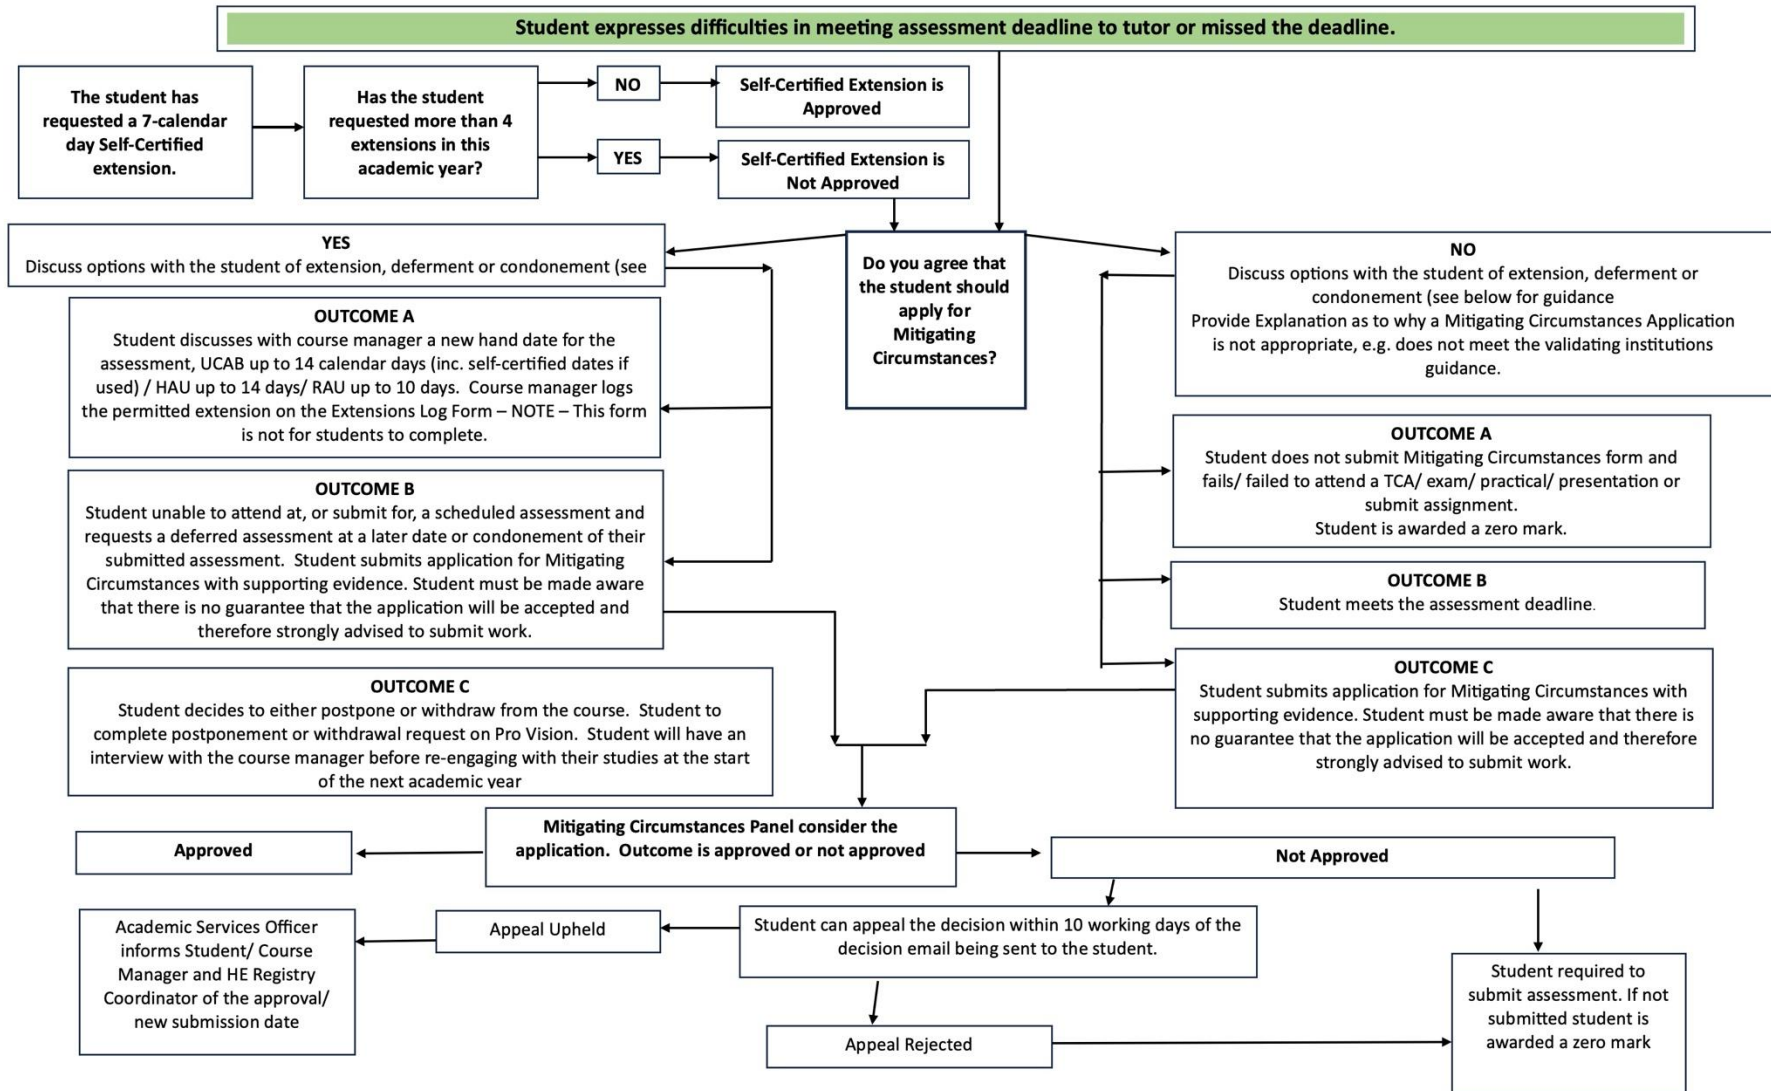 Student expresses difficulties in meeting assessment deadline to tutor or missed the deadline.
The student has
requested a 7-calendar
day Self-Certified
extension.
Has the student
requested more than 4
extensions in this
academic year?
NO
Self-Certified Extension is
Approved
YES
Self-Certified Extension is
Not Approved
YES
Discuss options with the student of extension, deferment or condonement (see
Do you agree that
the student should
apply for
Mitigating
Circumstances?
NO
Discuss options with the student of extension, deferment or
condonement (see below for guidance
Provide Explanation as to why a Mitigating Circumstances Application
is not appropriate, e.g. does not meet the validating institutions
guidance.
OUTCOME A
Student discusses with course manager a new hand date for the
assessment, UCAB up to 14 calendar days (inc. self-certified dates if
used) / HAU up to 14 days/ RAU up to 10 days.  Course manager logs
the permitted extension on the Extensions Log Form – NOTE – This form
is not for students to complete.
OUTCOME B
Student unable to attend at, or submit for, a scheduled assessment and
requests a deferred assessment at a later date or condonement of their
submitted assessment.  Student submits application for Mitigating
Circumstances with supporting evidence. Student must be made aware
that there is no guarantee that the application will be accepted and
therefore strongly advised to submit work.
OUTCOME C
Student decides to either postpone or withdraw from the course.  Student to
complete postponement or withdrawal request on Pro Vision.  Student will have an
interview with the course manager before re-engaging with their studies at the start
of the next academic year
OUTCOME A
Student does not submit Mitigating Circumstances form and
fails/ failed to attend a TCA/ exam/ practical/ presentation or
submit assignment.
Student is awarded a zero mark.
OUTCOME B
Student meets the assessment deadline.
OUTCOME C
Student submits application for Mitigating Circumstances with
supporting evidence. Student must be made aware that there is
no guarantee that the application will be accepted and therefore
strongly advised to submit work.
Mitigating Circumstances Panel consider the
application.  Outcome is approved or not approved
Approved
Not Approved
Academic Services Officer
informs Student/ Course
Manager and HE Registry
Coordinator of the approval/
new submission date
Appeal Upheld
Student can appeal the decision within 10 working days of the
decision email being sent to the student.
Appeal Rejected
Student required to
submit assessment. If not
submitted student is
awarded a zero mark